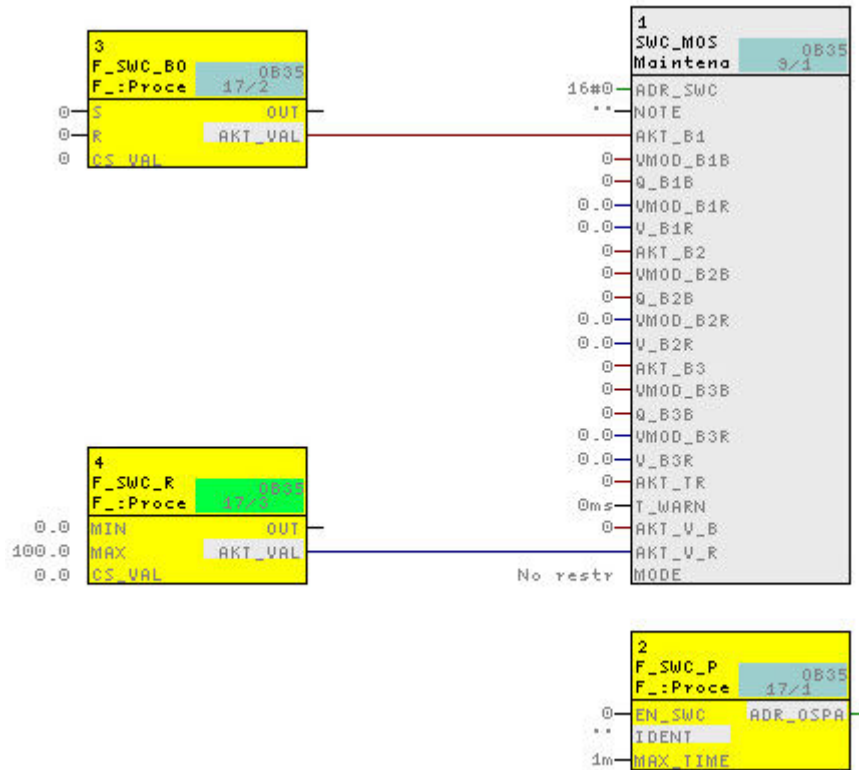 3
F_SWC_BO
F_:Proce
OB35
17/2
0 S OUT
0 R AKT_VAL
0 CS_VAL
1
SWC_MOS
Maintena
OB35
9/1
16#0 ADR_SWC
'' NOTE
AKT_B1
0 VMOD_B1B
0 Q_B1B
0.0 VMOD_B1R
0.0 V_B1R
0 AKT_B2
0 VMOD_B2B
0 Q_B2B
0.0 VMOD_B2R
0.0 V_B2R
0 AKT_B3
0 VMOD_B3B
0 Q_B3B
0.0 VMOD_B3R
0.0 V_B3R
0 AKT_TR
0ms T_WARN
0 AKT_V_B
AKT_V_R
No restr MODE
4
F_SWC_R
F_:Proce
OB35
17/3
0.0 MIN OUT
100.0 MAX AKT_VAL
0.0 CS_VAL
2
F_SWC_P
F_:Proce
OB35
17/1
0 EN_SWC ADR_OSPA
'' IDENT
1m MAX_TIME